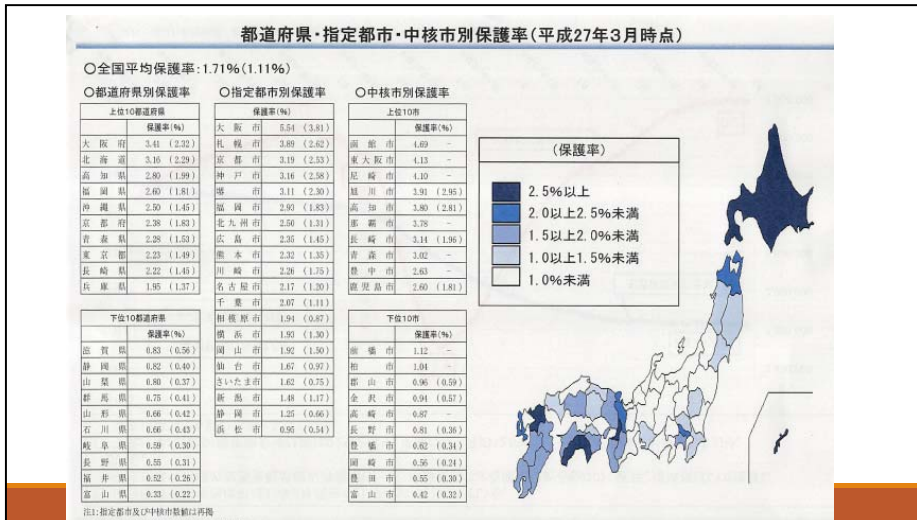 都道府県・指定都市・中核市別保護率(平成27年3月時点)
○全国平均保護率:1.71%(1.11%)
○都道府県別保護率
上位10都道府県
保護率(%)
大阪府 3.41 (2.32)
北海道 3.16 (2.29)
高知県 2.80 (1.99)
福岡県 2.60 (1.81)
沖縄県 2.50 (1.45)
京都府 2.38 (1.83)
青森県 2.28 (1.53)
東京都 2.23 (1.49)
長崎県 2.22 (1.45)
兵庫県 1.95 (1.37)
下位10都道府県
保護率(%)
滋賀県 0.83 (0.56)
静岡県 0.82 (0.40)
山梨県 0.80 (0.37)
群馬県 0.75 (0.41)
山形県 0.66 (0.42)
石川県 0.66 (0.43)
岐阜県 0.59 (0.30)
長野県 0.55 (0.31)
福井県 0.52 (0.26)
富山県 0.33 (0.22)
○指定都市別保護率
保護率(%)
大阪市 5.54 (3.81)
札幌市 3.89 (2.62)
京都市 3.19 (2.53)
神戸市 3.16 (2.58)
堺市 3.11 (2.30)
福岡市 2.93 (1.83)
北九州市 2.50 (1.31)
広島市 2.35 (1.45)
熊本市 2.32 (1.35)
川崎市 2.26 (1.75)
名古屋市 2.17 (1.20)
千葉市 2.07 (1.11)
相模原市 1.94 (0.87)
横浜市 1.93 (1.30)
岡山市 1.92 (1.50)
仙台市 1.67 (0.97)
さいたま市 1.62 (0.75)
新潟市 1.48 (1.17)
静岡市 1.25 (0.66)
浜松市 0.95 (0.54)
○中核市別保護率
上位10市
保護率(%)
函館市 4.69 -
東大阪市 4.13 -
尼崎市 4.10 -
旭川市 3.91 (2.95)
高知市 3.80 (2.81)
那覇市 3.78 -
長崎市 3.14 (1.96)
青森市 3.02 -
豊中市 2.63 -
鹿児島市 2.60 (1.81)
下位10市
保護率(%)
前橋市 1.12 -
柏市 1.04 -
郡山市 0.96 (0.59)
金沢市 0.94 (0.57)
高崎市 0.87 -
長野市 0.81 (0.36)
豊橋市 0.62 (0.34)
岡崎市 0.56 (0.24)
豊田市 0.55 (0.30)
富山市 0.42 (0.32)
(保護率)
2.5%以上
2.0以上2.5%未満
1.5以上2.0%未満
1.0以上1.5%未満
1.0%未満
注1:指定都市及び中核市数値は再掲